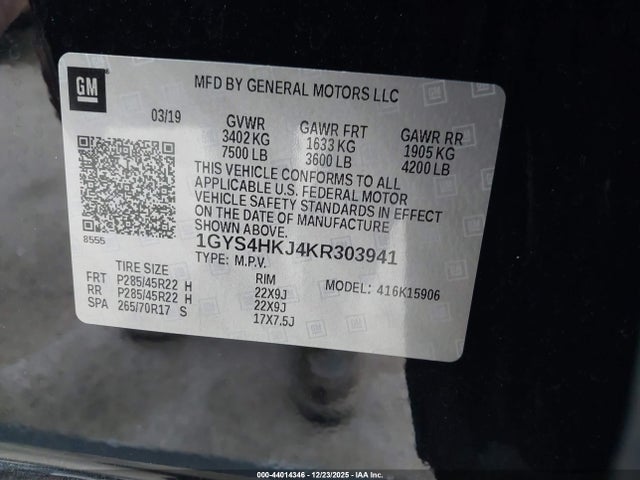 GM
MFD BY GENERAL MOTORS LLC
03/19 GVWR GAWR FRT GAWR RR
3402 KG 1633 KG 1905 KG
7500 LB 3600 LB 4200 LB
THIS VEHICLE CONFORMS TO ALL
APPLICABLE U.S. FEDERAL MOTOR
VEHICLE SAFETY STANDARDS IN EFFECT
ON THE DATE OF MANUFACTURE
SHOWN ABOVE.
8555
1GYS4HKJ4KR303941
TYPE: M.P.V.
TIRE SIZE RIM MODEL: 416K15906
FRT P285/45R22 H 22X9J
RR P285/45R22 H 22X9J
SPA 265/70R17 S 17X7.5J
000-44014346 - 12/23/2025 - IAA Inc.